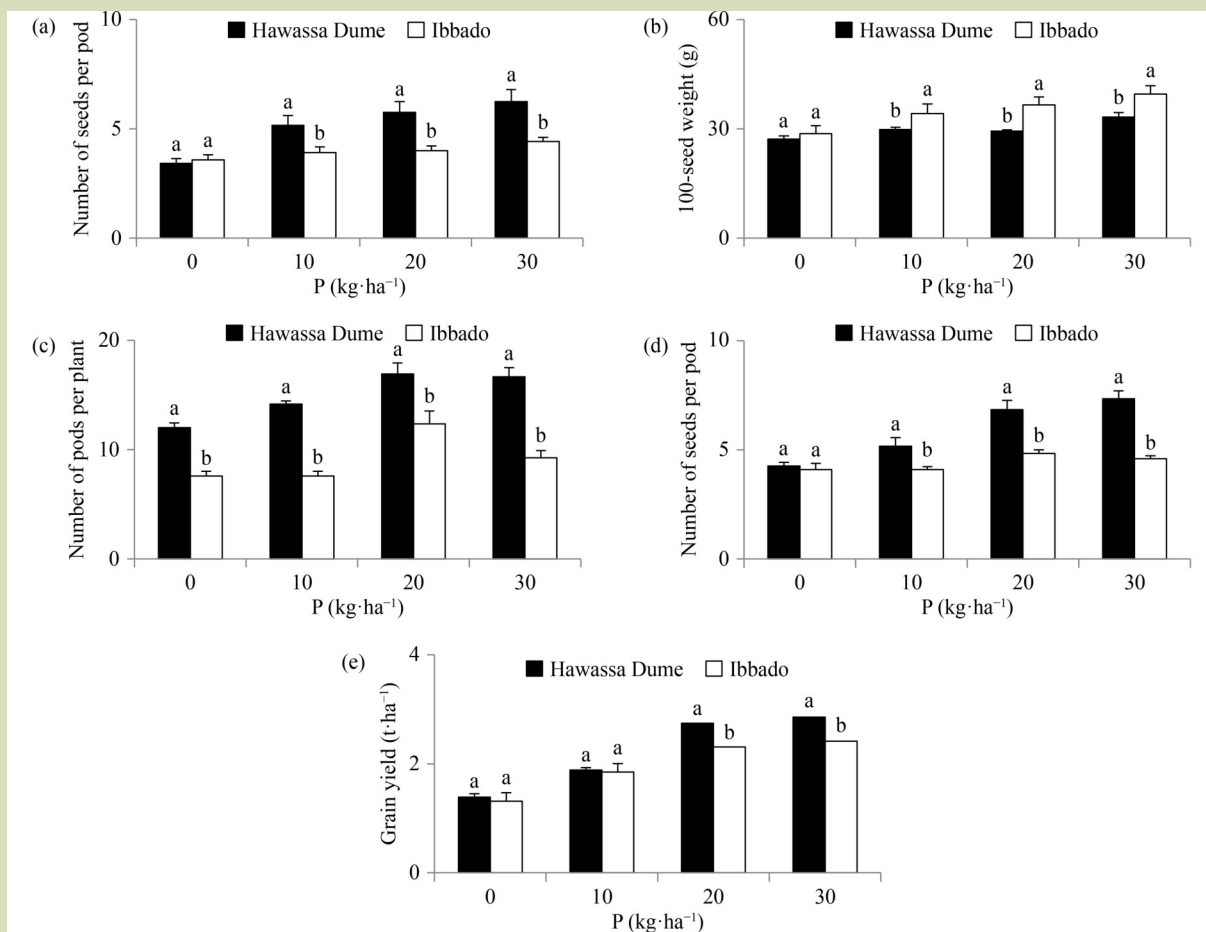 (a)
Number of seeds per pod
Hawassa Dume Ibbado
10
5
0
a a a b a b a b
0 10 20 30
P (kg·ha⁻¹)
(b)
100-seed weight (g)
Hawassa Dume Ibbado
60
30
0
a a b a b a b a
0 10 20 30
P (kg·ha⁻¹)
(c)
Number of pods per plant
Hawassa Dume Ibbado
20
10
0
a b a b a b a b
0 10 20 30
P (kg·ha⁻¹)
(d)
Number of seeds per pod
Hawassa Dume Ibbado
10
5
0
a a a b a b a b
0 10 20 30
P (kg·ha⁻¹)
(e)
Grain yield (t·ha⁻¹)
Hawassa Dume Ibbado
4
2
0
a a a a a b a b
0 10 20 30
P (kg·ha⁻¹)